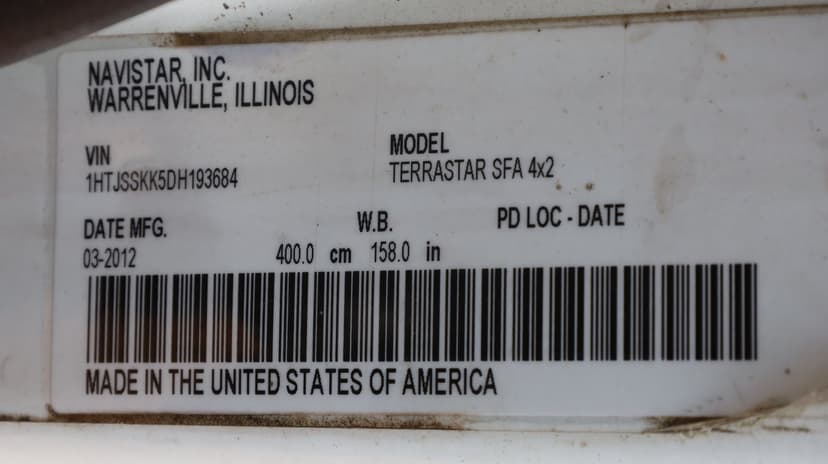 NAVISTAR, INC.
WARRENVILLE, ILLINOIS
VIN
1HTJSSKK5DH193684
MODEL
TERRASTAR SFA 4x2
DATE MFG.
03-2012
W.B.
400.0 cm 158.0 in
PD LOC - DATE
MADE IN THE UNITED STATES OF AMERICA